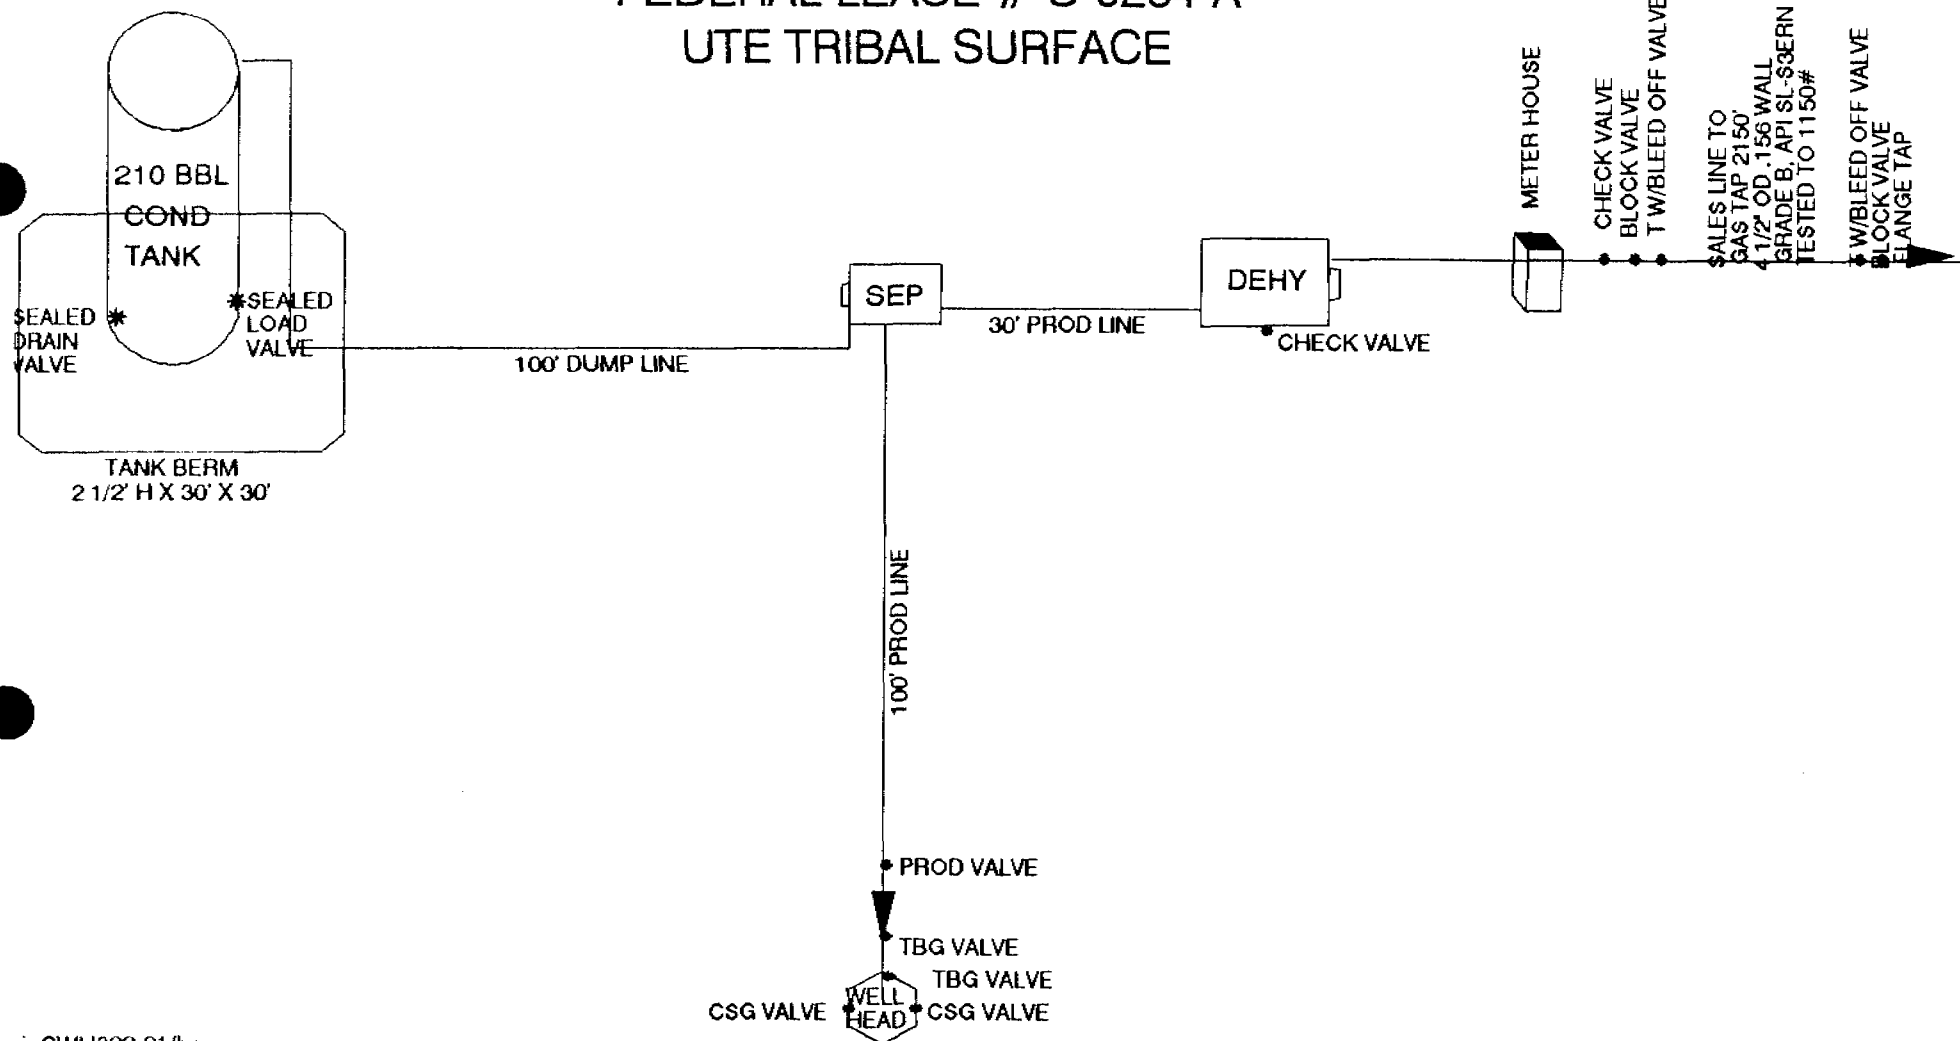 UTE TRIBAL SURFACE
210 BBL
COND
TANK
SEALED
DRAIN
VALVE
SEALED
LOAD
VALVE
TANK BERM
2 1/2' H X 30' X 30'
100' DUMP LINE
SEP
30' PROD LINE
DEHY
CHECK VALVE
METER HOUSE
CHECK VALVE
BLOCK VALVE
T W/BLEED OFF VALVE
SALES LINE TO
GAS TAP 2150'
4 1/2" OD .156 WALL
GRADE B, API SL-S3ERN
TESTED TO 1150#
T W/BLEED OFF VALVE
BLOCK VALVE
FLANGE TAP
100' PROD LINE
PROD VALVE
TBG VALVE
TBG VALVE
CSG VALVE
WELL
HEAD
CSG VALVE